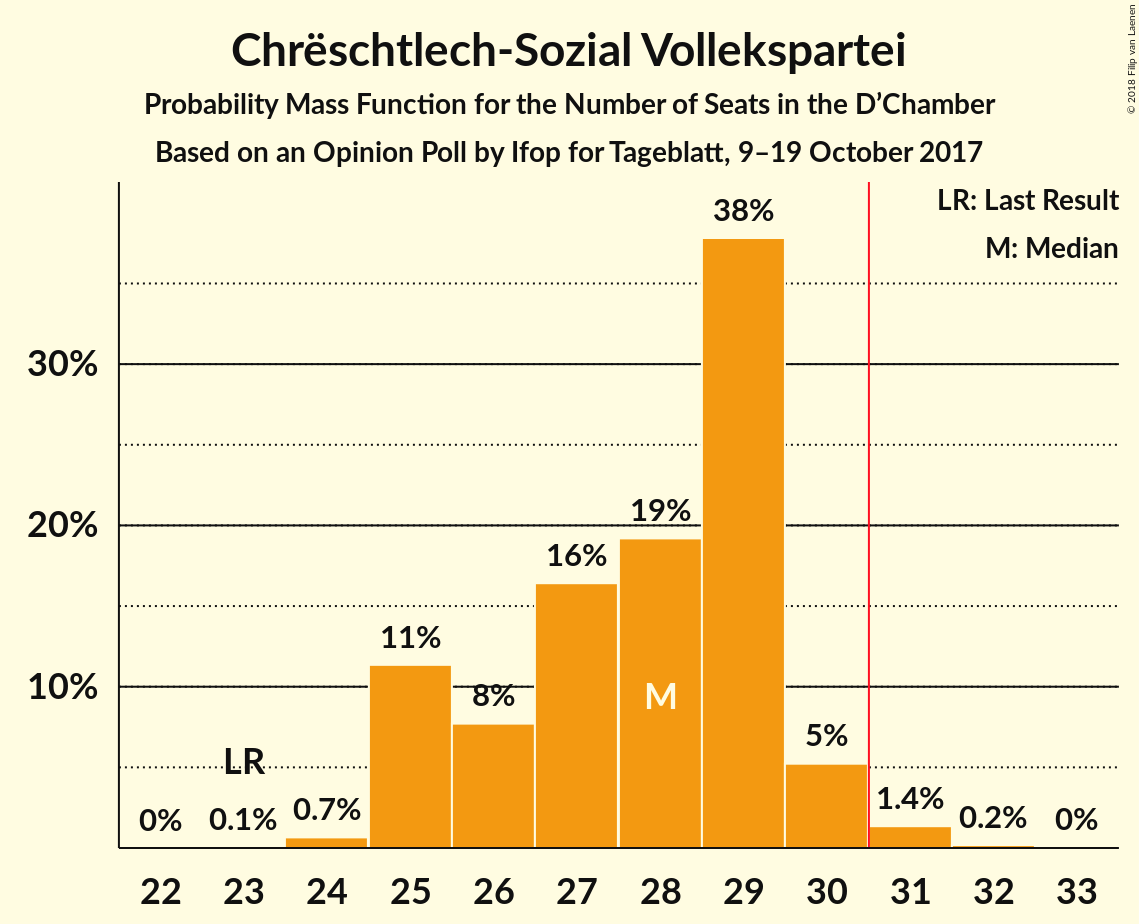 Chrëschtlech-Sozial Vollekspartei
Probability Mass Function for the Number of Seats in the D’Chamber
Based on an Opinion Poll by Ifop for Tageblatt, 9–19 October 2017
© 2018 Filip van Laenen
LR: Last Result
M: Median
38%
30%
19%
20%
16%
11%
10%
8%
M
5%
LR
0%
0.1%
0.7%
1.4%
0.2%
0%
22 23 24 25 26 27 28 29 30 31 32 33